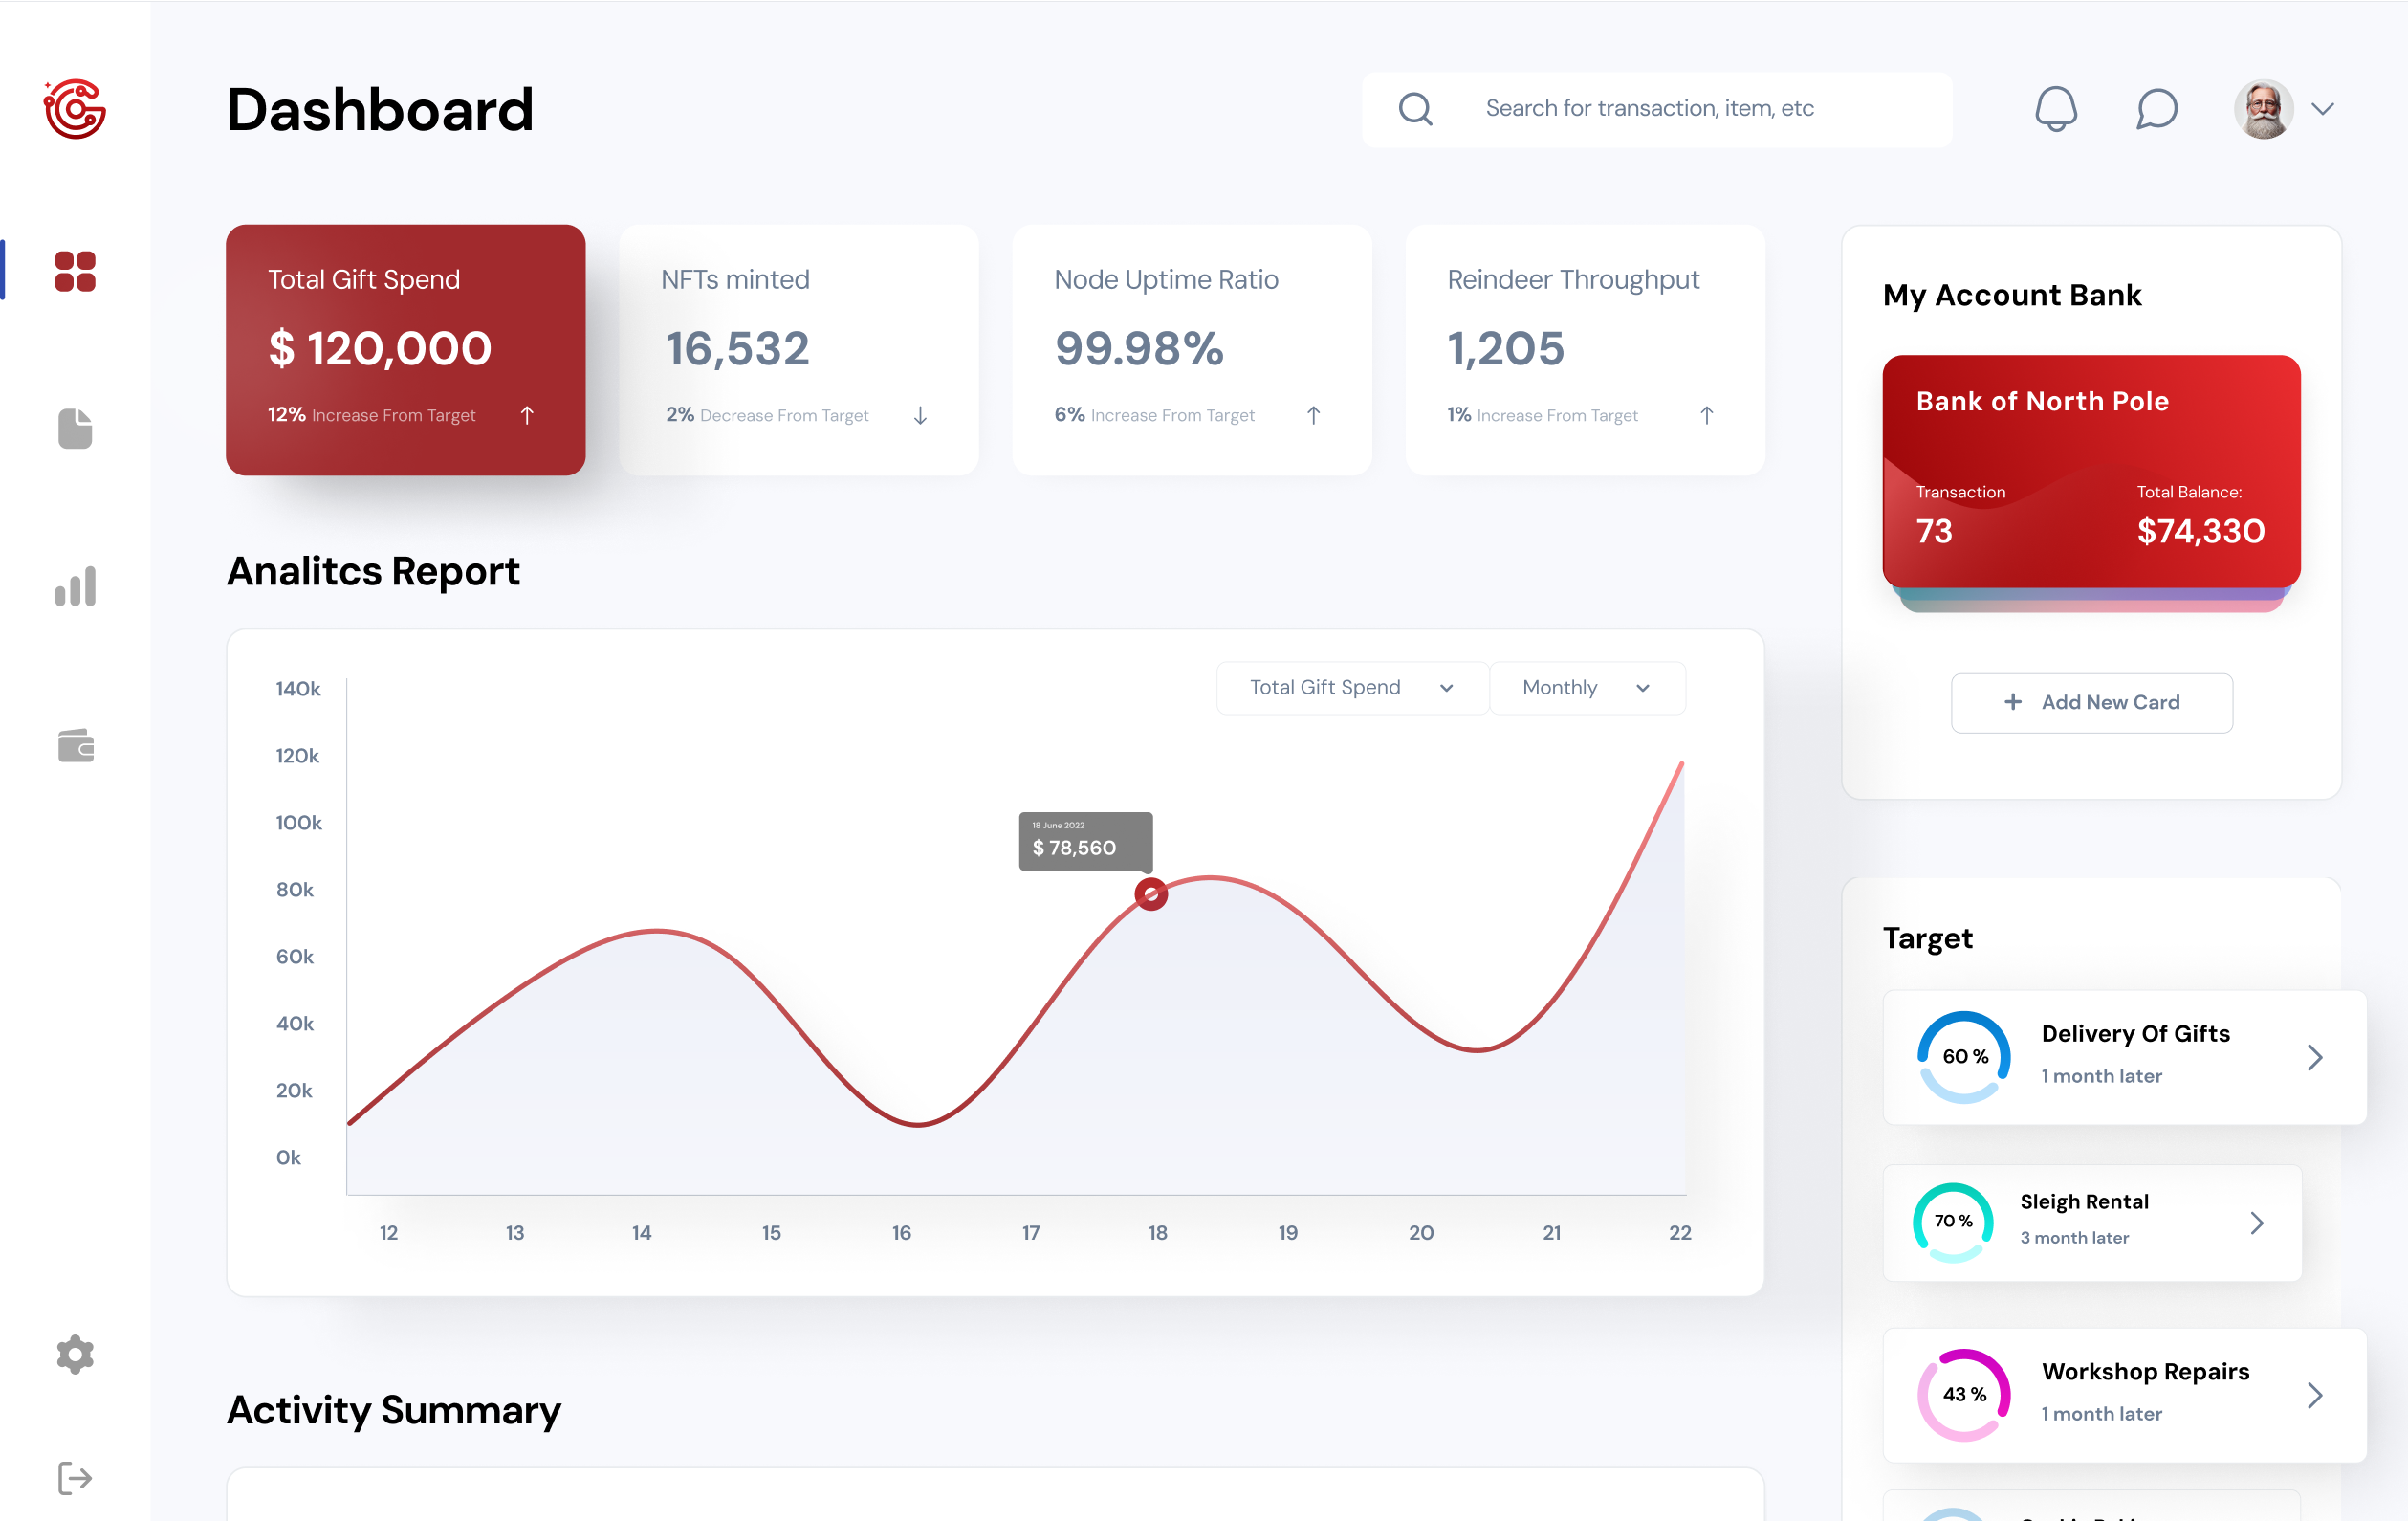 Dashboard
Search for transaction, item, etc
Total Gift Spend
$ 120,000
12% Increase From Target
NFTs minted
16,532
2% Decrease From Target
Node Uptime Ratio
99.98%
6% Increase From Target
Reindeer Throughput
1,205
1% Increase From Target
My Account Bank
Bank of North Pole
Transaction
73
Total Balance:
$74,330
Add New Card
Analitcs Report
Total Gift Spend
Monthly
140k
120k
100k
80k
60k
40k
20k
0k
18 June 2022
$ 78,560
12 13 14 15 16 17 18 19 20 21 22
Target
60 %
Delivery Of Gifts
1 month later
70 %
Sleigh Rental
3 month later
43 %
Workshop Repairs
1 month later
Activity Summary